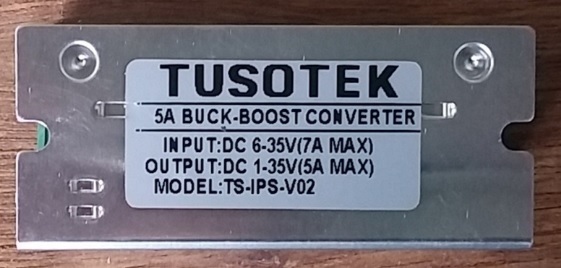 TUSOTEK
5A BUCK-BOOST CONVERTER
INPUT:DC 6-35V(7A MAX)
OUTPUT:DC 1-35V(5A MAX)
MODEL:TS-IPS-V02